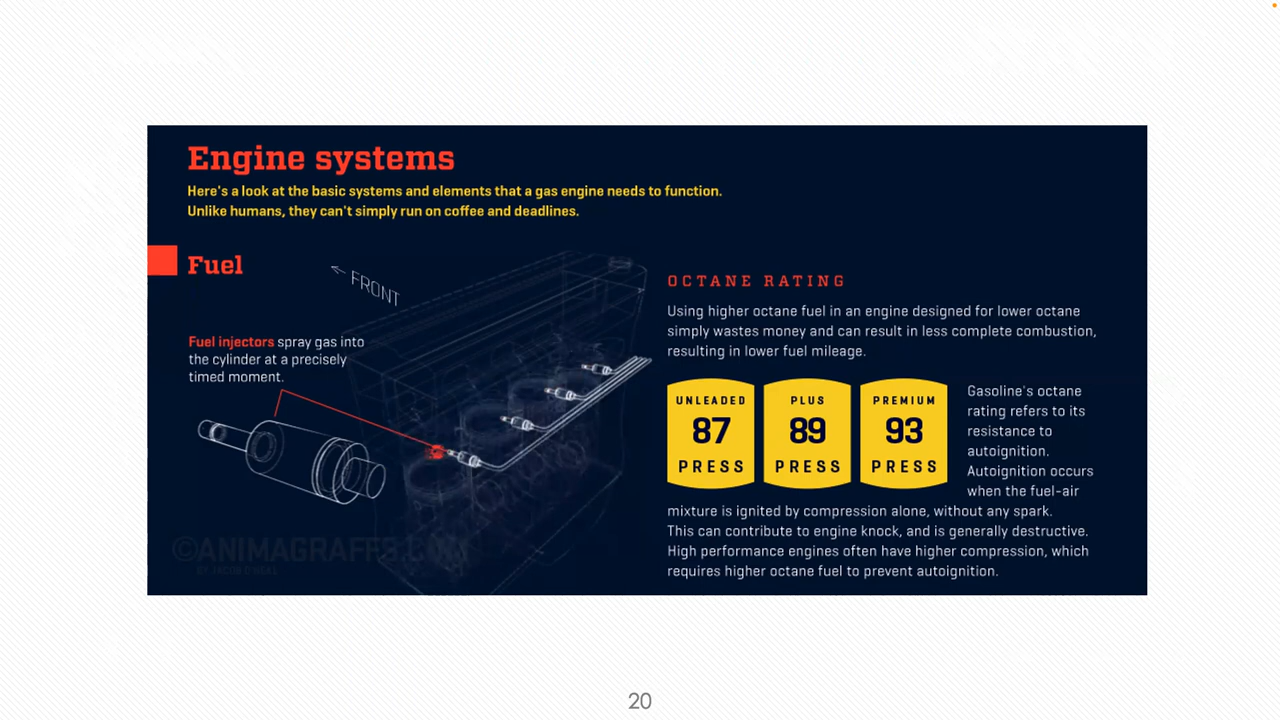 Engine systems
Here's a look at the basic systems and elements that a gas engine needs to function.
Unlike humans, they can't simply run on coffee and deadlines.
Fuel
FRONT
Fuel injectors spray gas into
the cylinder at a precisely
timed moment.
©ANIMAGRAFFS.COM
BY JACOB O'NEAL
OCTANE RATING
Using higher octane fuel in an engine designed for lower octane
simply wastes money and can result in less complete combustion,
resulting in lower fuel mileage.
UNLEADED
87
PRESS
PLUS
89
PRESS
PREMIUM
93
PRESS
Gasoline's octane
rating refers to its
resistance to
autoignition.
Autoignition occurs
when the fuel-air
mixture is ignited by compression alone, without any spark.
This can contribute to engine knock, and is generally destructive.
High performance engines often have higher compression, which
requires higher octane fuel to prevent autoignition.
20